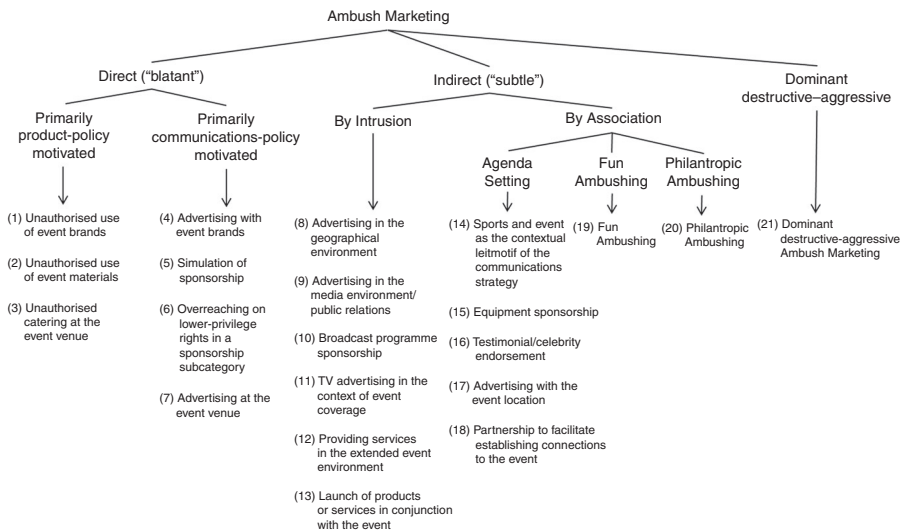 Ambush Marketing
Direct (“blatant”)
Indirect (“subtle”)
Dominant
destructive–aggressive
Primarily
product-policy
motivated
Primarily
communications-policy
motivated
By Intrusion
By Association
Agenda
Setting
Fun
Ambushing
Philantropic
Ambushing
(1) Unauthorised use
of event brands
(2) Unauthorised use
of event materials
(3) Unauthorised
catering at the
event venue
(4) Advertising with
event brands
(5) Simulation of
sponsorship
(6) Overreaching on
lower-privilege
rights in a
sponsorship
subcategory
(7) Advertising at the
event venue
(8) Advertising in the
geographical
environment
(9) Advertising in the
media environment/
public relations
(10) Broadcast programme
sponsorship
(11) TV advertising in the
context of event
coverage
(12) Providing services
in the extended event
environment
(13) Launch of products
or services in conjunction
with the event
(14) Sports and event
as the contextual
leitmotif of the
communications
strategy
(15) Equipment sponsorship
(16) Testimonial/celebrity
endorsement
(17) Advertising with the
event location
(18) Partnership to facilitate
establishing connections
to the event
(19) Fun
Ambushing
(20) Philantropic
Ambushing
(21) Dominant
destructive-aggressive
Ambush Marketing